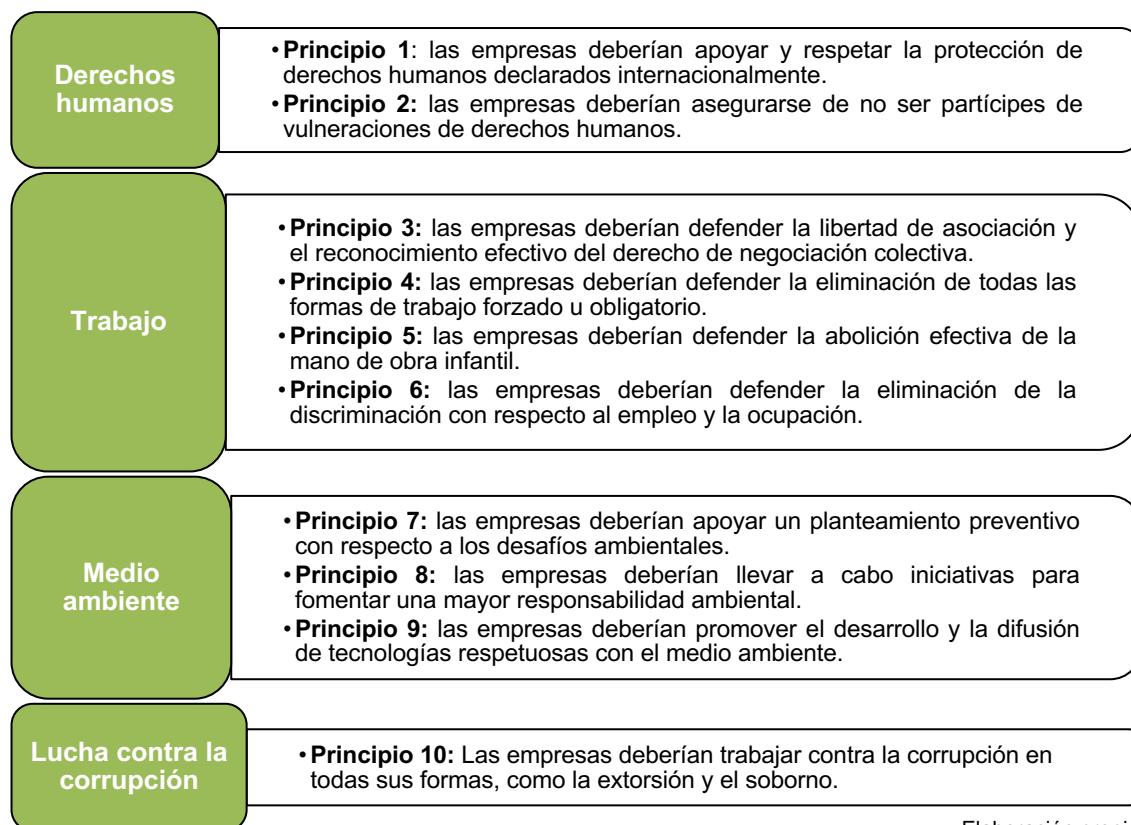 Derechos
humanos
•Principio 1: las empresas deberían apoyar y respetar la protección de
derechos humanos declarados internacionalmente.
•Principio 2: las empresas deberían asegurarse de no ser partícipes de
vulneraciones de derechos humanos.
Trabajo
•Principio 3: las empresas deberían defender la libertad de asociación y
el reconocimiento efectivo del derecho de negociación colectiva.
•Principio 4: las empresas deberían defender la eliminación de todas las
formas de trabajo forzado u obligatorio.
•Principio 5: las empresas deberían defender la abolición efectiva de la
mano de obra infantil.
•Principio 6: las empresas deberían defender la eliminación de la
discriminación con respecto al empleo y la ocupación.
Medio
ambiente
•Principio 7: las empresas deberían apoyar un planteamiento preventivo
con respecto a los desafíos ambientales.
•Principio 8: las empresas deberían llevar a cabo iniciativas para
fomentar una mayor responsabilidad ambiental.
•Principio 9: las empresas deberían promover el desarrollo y la difusión
de tecnologías respetuosas con el medio ambiente.
Lucha contra la
corrupción
•Principio 10: Las empresas deberían trabajar contra la corrupción en
todas sus formas, como la extorsión y el soborno.